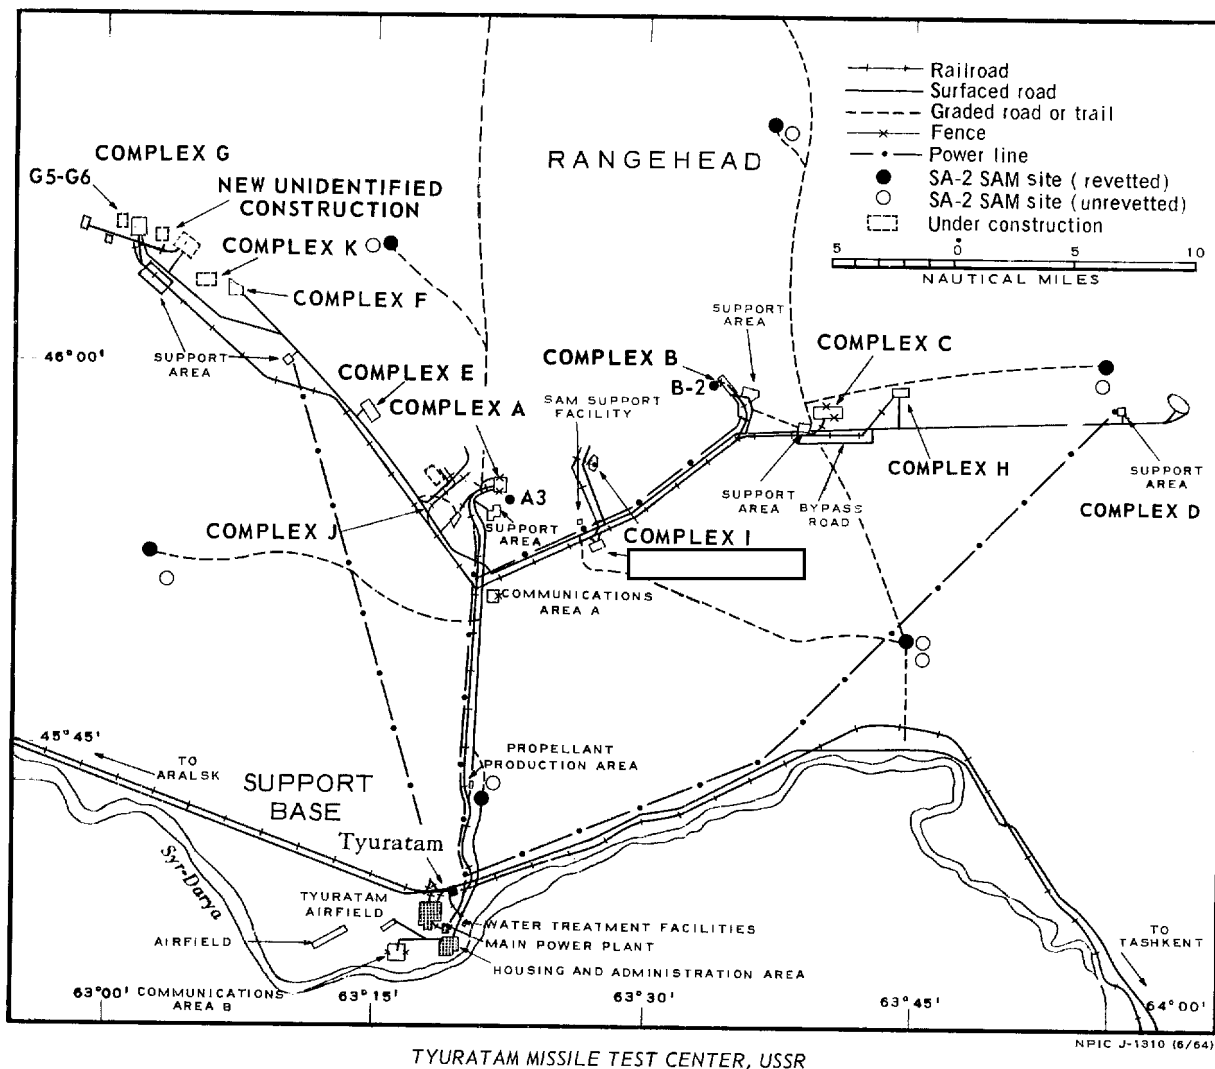 Railroad
Surfaced road
Graded road or trail
Fence
Power line
SA-2 SAM site (revetted)
SA-2 SAM site (unrevetted)
Under construction
5 0 5 10
NAUTICAL MILES
RANGEHEAD
COMPLEX G
G5-G6
NEW UNIDENTIFIED
CONSTRUCTION
COMPLEX K
COMPLEX F
SUPPORT
AREA
46°00'
SUPPORT
AREA
COMPLEX E
COMPLEX A
COMPLEX B
B-2
COMPLEX C
SAM SUPPORT
FACILITY
COMPLEX H
SUPPORT
AREA
COMPLEX D
SUPPORT
AREA
BYPASS
ROAD
A3
SUPPORT
AREA
COMPLEX J
COMPLEX I
COMMUNICATIONS
AREA A
45°45'
TO
ARALSK
SUPPORT
BASE
PROPELLANT
PRODUCTION AREA
Tyuratam
Syr-Darya
TYURATAM
AIRFIELD
AIRFIELD
WATER TREATMENT FACILITIES
MAIN POWER PLANT
HOUSING AND ADMINISTRATION AREA
TO
TASHKENT
COMMUNICATIONS
AREA B
63°00' 63°15' 63°30' 63°45' 64°00'
NPIC J-1310 (6/64)
TYURATAM MISSILE TEST CENTER, USSR